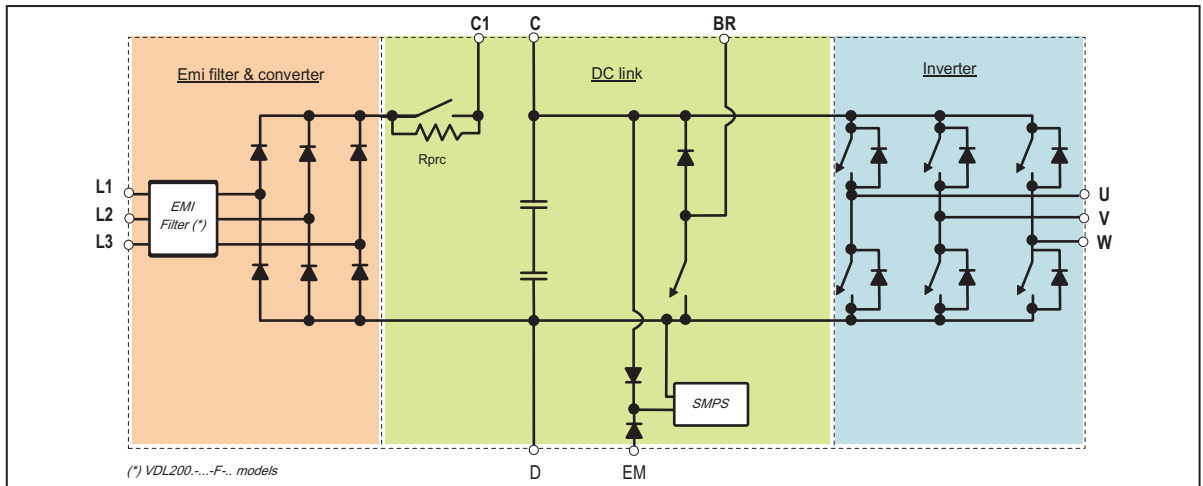 C1 C BR
Emi filter & converter DC link Inverter
Rprc
L1
L2
L3
EMI
Filter (*)
U
V
W
SMPS
(*) VDL200.-...-F-.. models
D EM